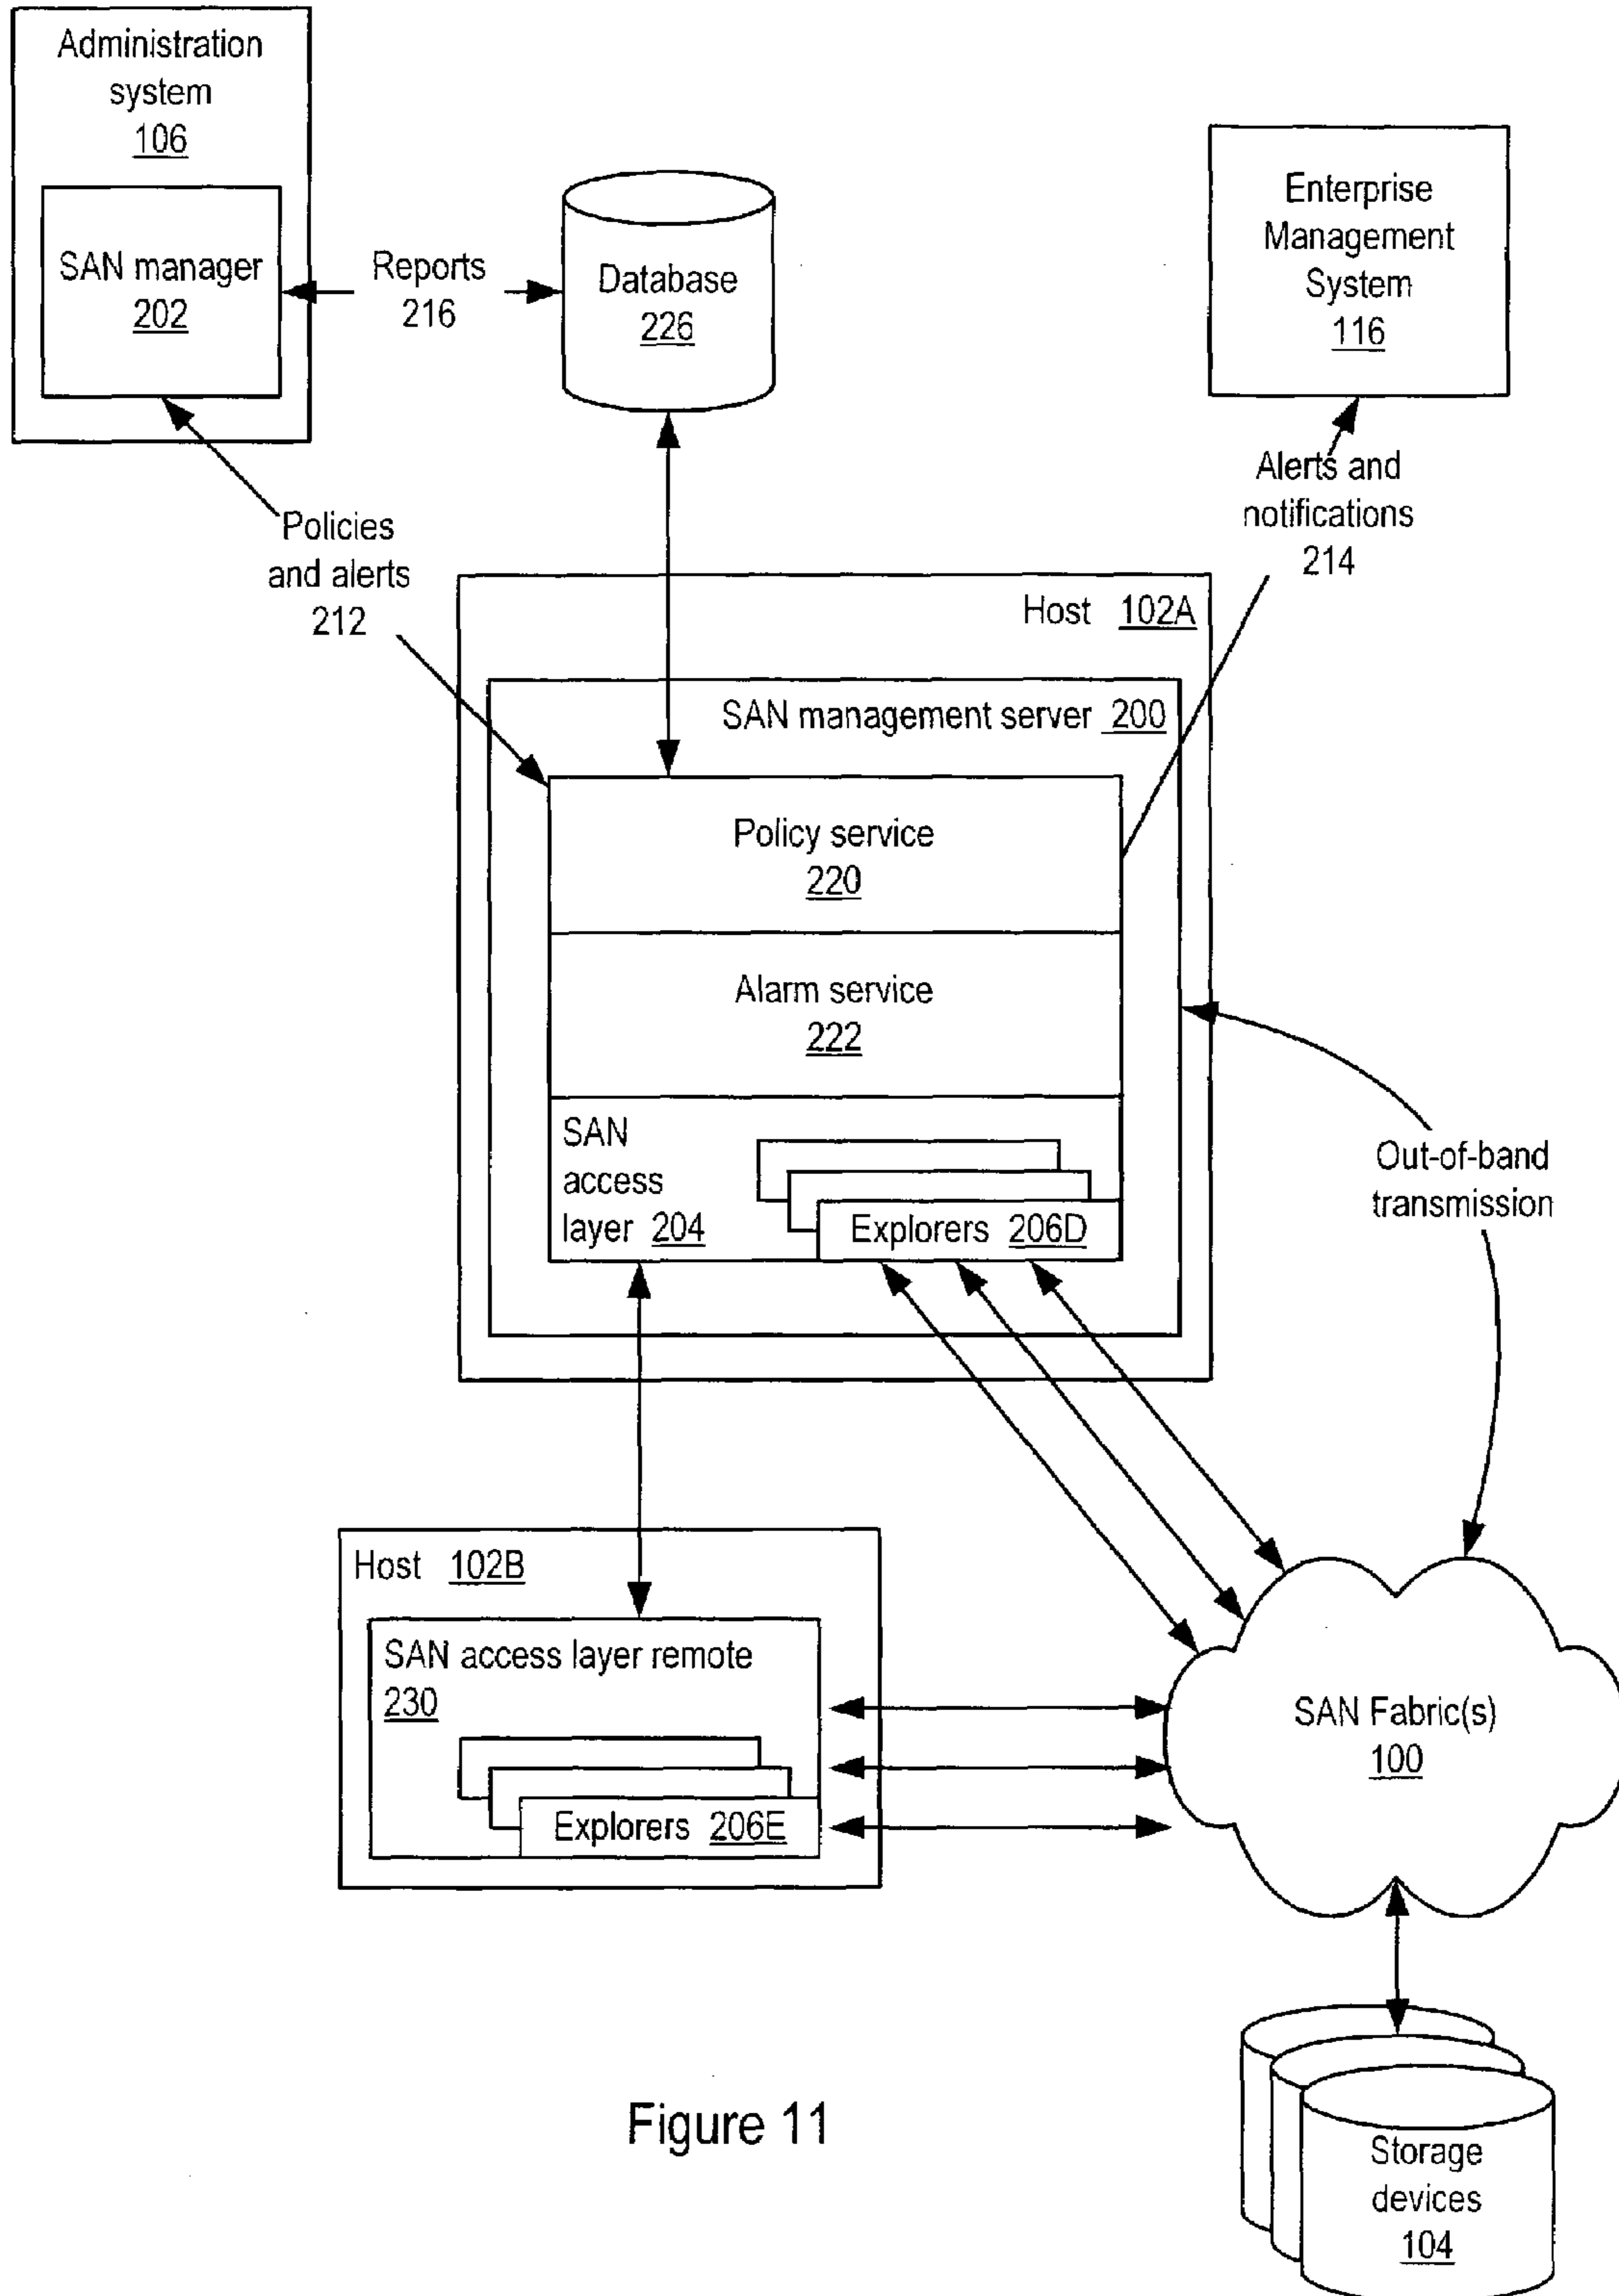 Administration
system
106
SAN manager
202
Reports
216
Database
226
Enterprise
Management
System
116
Policies
and alerts
212
Alerts and
notifications
214
Host 102A
SAN management server 200
Policy service
220
Alarm service
222
SAN
access
layer 204
Explorers 206D
Out-of-band
transmission
Host 102B
SAN access layer remote
230
Explorers 206E
SAN Fabric(s)
100
Storage
devices
104
Figure 11